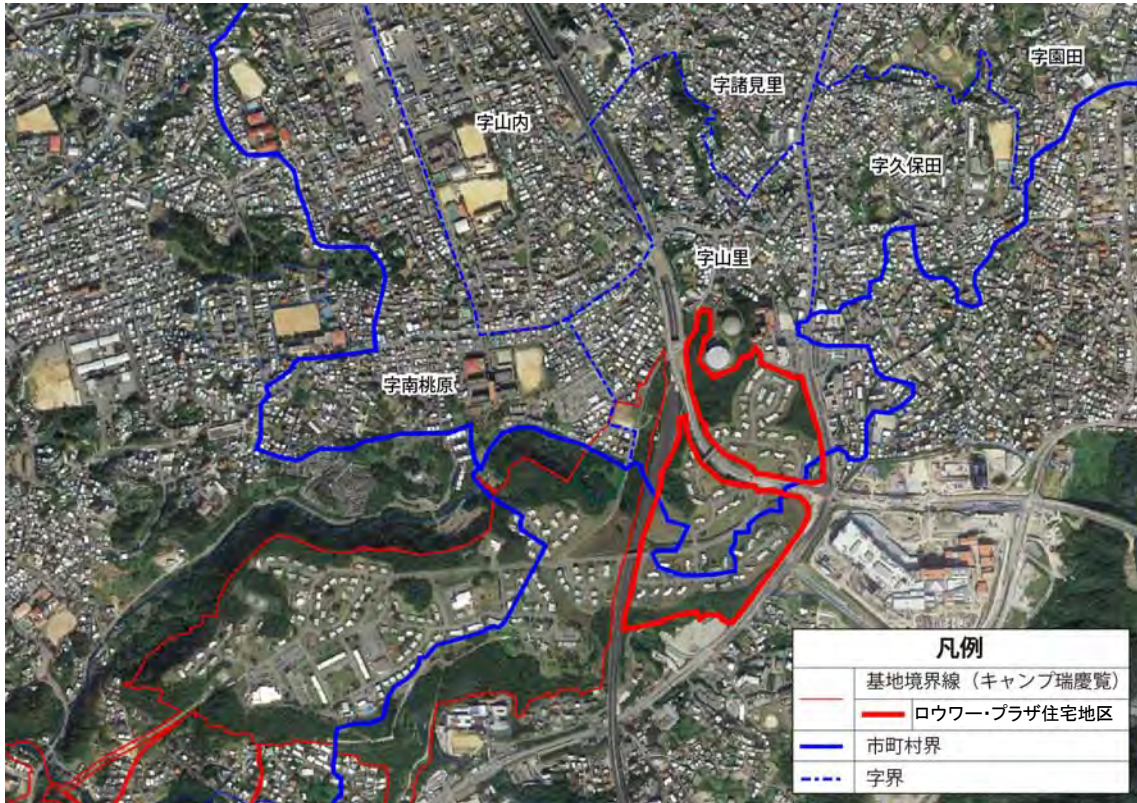 字園田
字諸見里
字山内
字久保田
字山里
字南桃原
凡例
基地境界線（キャンプ瑞慶覧）
ロウワー・プラザ住宅地区
市町村界
字界